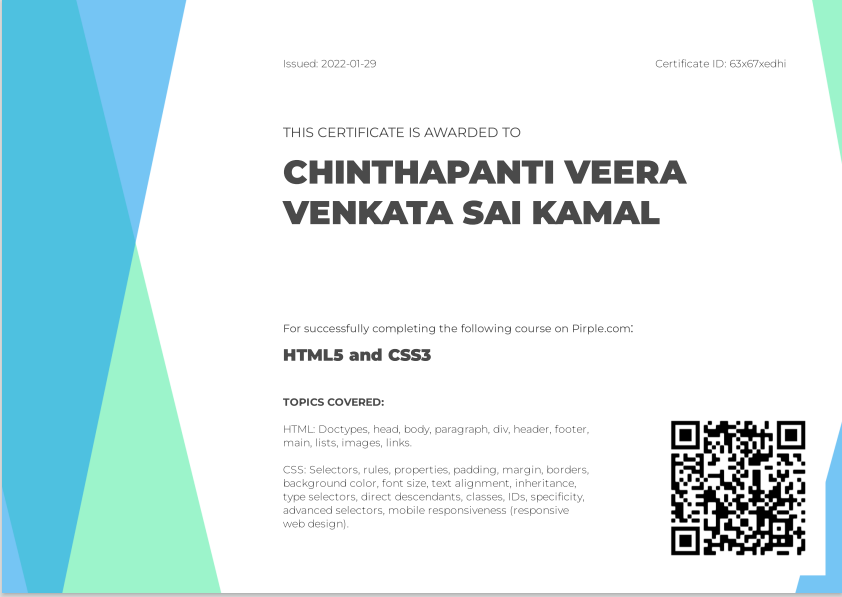 Issued: 2022-01-29
Certificate ID: 63x67xedhi
THIS CERTIFICATE IS AWARDED TO
CHINTHAPANTI VEERA
VENKATA SAI KAMAL
For successfully completing the following course on Pirple.com:
HTML5 and CSS3
TOPICS COVERED:
HTML: Doctypes, head, body, paragraph, div, header, footer,
main, lists, images, links.
CSS: Selectors, rules, properties, padding, margin, borders,
background color, font size, text alignment, inheritance,
type selectors, direct descendants, classes, IDs, specificity,
advanced selectors, mobile responsiveness (responsive
web design).